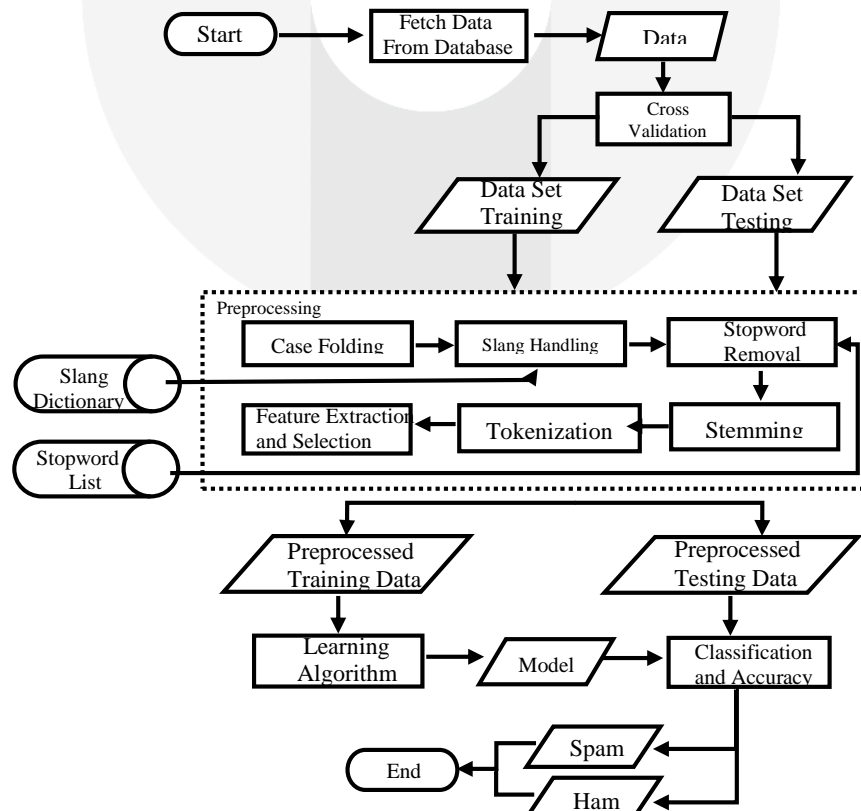 Start
Fetch Data
From Database
Data
Cross
Validation
Data Set
Training
Data Set
Testing
Preprocessing
Case Folding
Slang Handling
Stopword
Removal
Slang
Dictionary
Feature Extraction
and Selection
Tokenization
Stemming
Stopword
List
Preprocessed
Training Data
Preprocessed
Testing Data
Learning
Algorithm
Model
Classification
and Accuracy
Spam
End
Ham